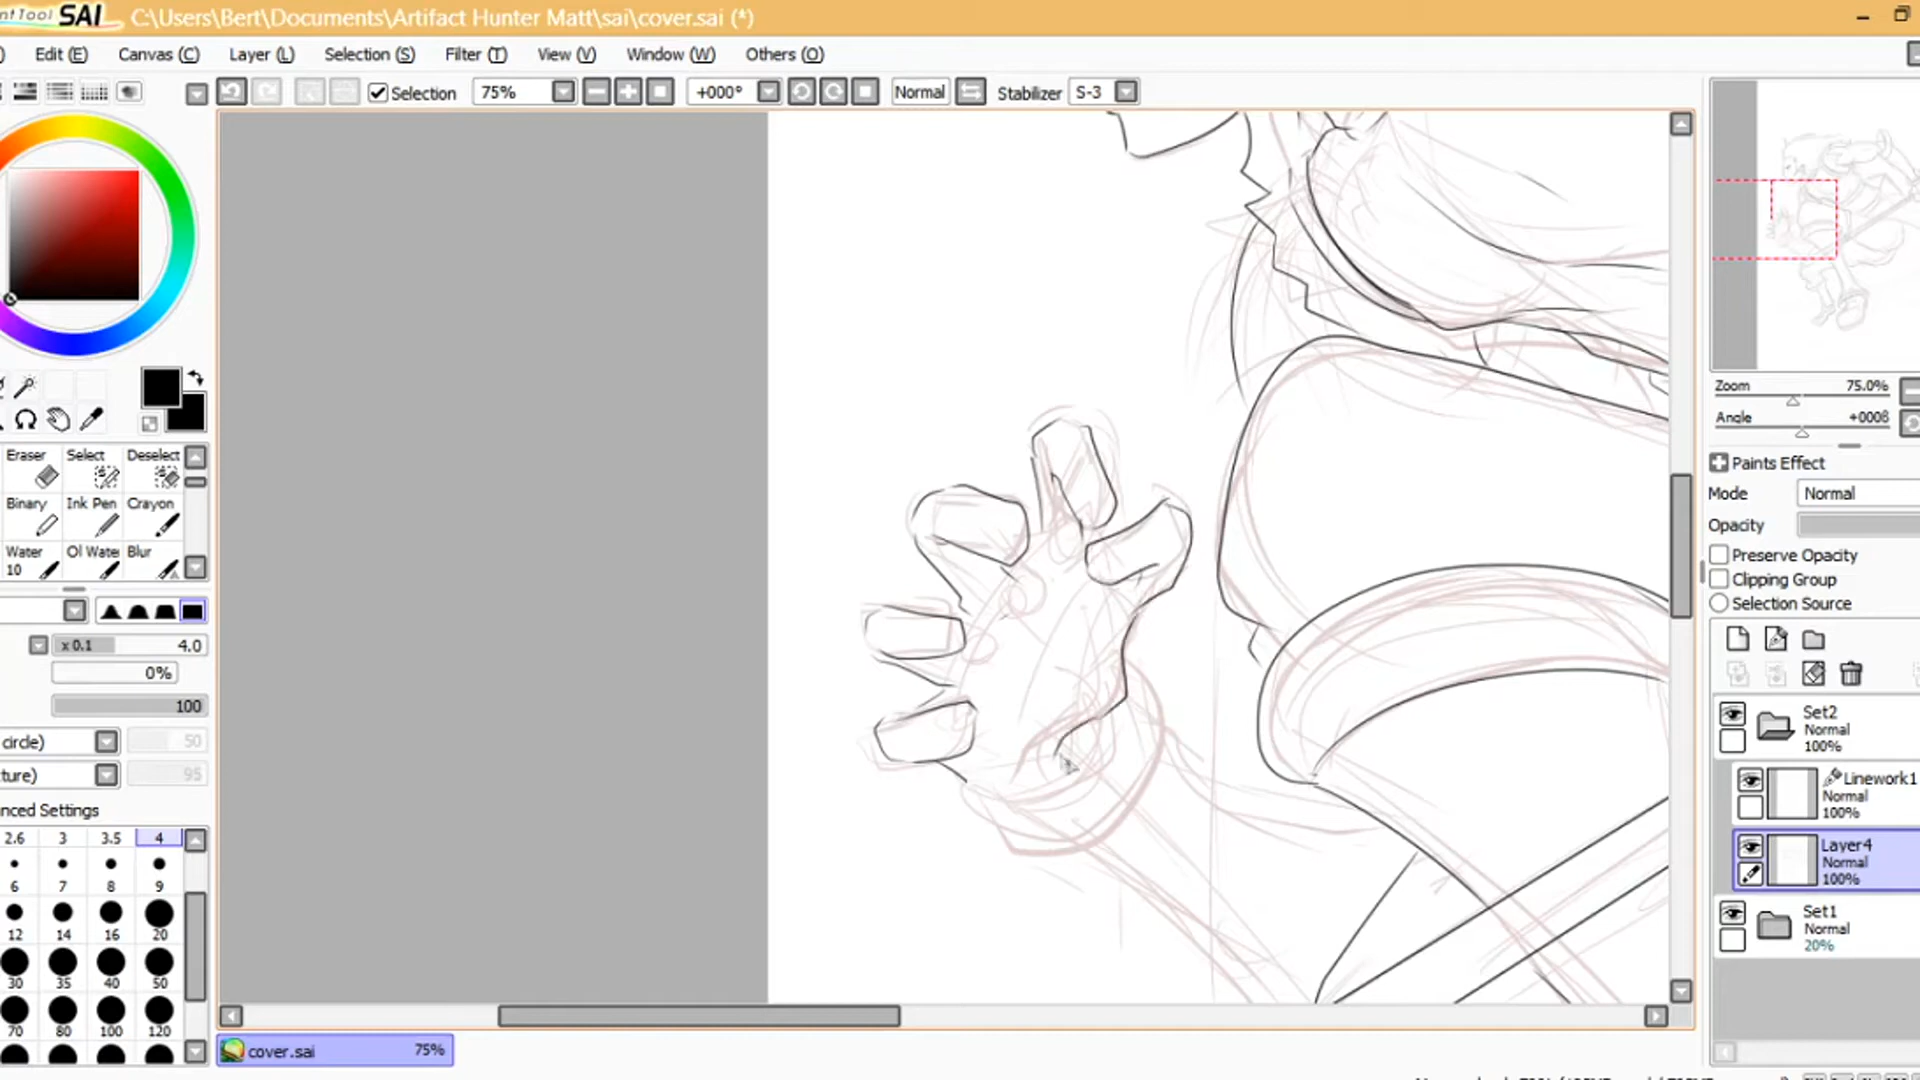 nt Tool SAI C:\Users\Bert\Documents\Artifact Hunter Matt\sai\cover.sai (*)
) Edit (E) Canvas (C) Layer (L) Selection (S) Filter (T) View (V) Window (W) Others (O)
Selection 75% +000° Normal Stabilizer S-3
Zoom 75.0%
Angle +000
Eraser Select Deselect
Binary Ink Pen Crayon
Water Ol Wate Blur
10
x 0.1 4.0
0%
100
circle) 50
ture) 95
nced Settings
2.6 3 3.5 4
6 7 8 9
12 14 16 20
30 35 40 50
70 80 100 120
Paints Effect
Mode Normal
Opacity
Preserve Opacity
Clipping Group
Selection Source
Set2
Normal
100%
Linework1
Normal
100%
Layer4
Normal
100%
Set1
Normal
20%
cover.sai 75%